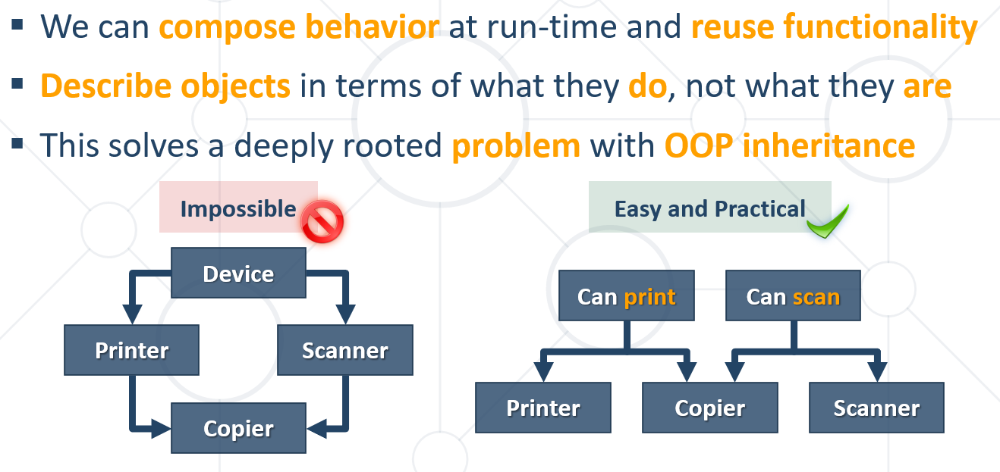 ▪ We can compose behavior at run-time and reuse functionality
▪ Describe objects in terms of what they do, not what they are
▪ This solves a deeply rooted problem with OOP inheritance
Impossible
Device
Printer
Scanner
Copier
Easy and Practical
Can print
Can scan
Printer
Copier
Scanner